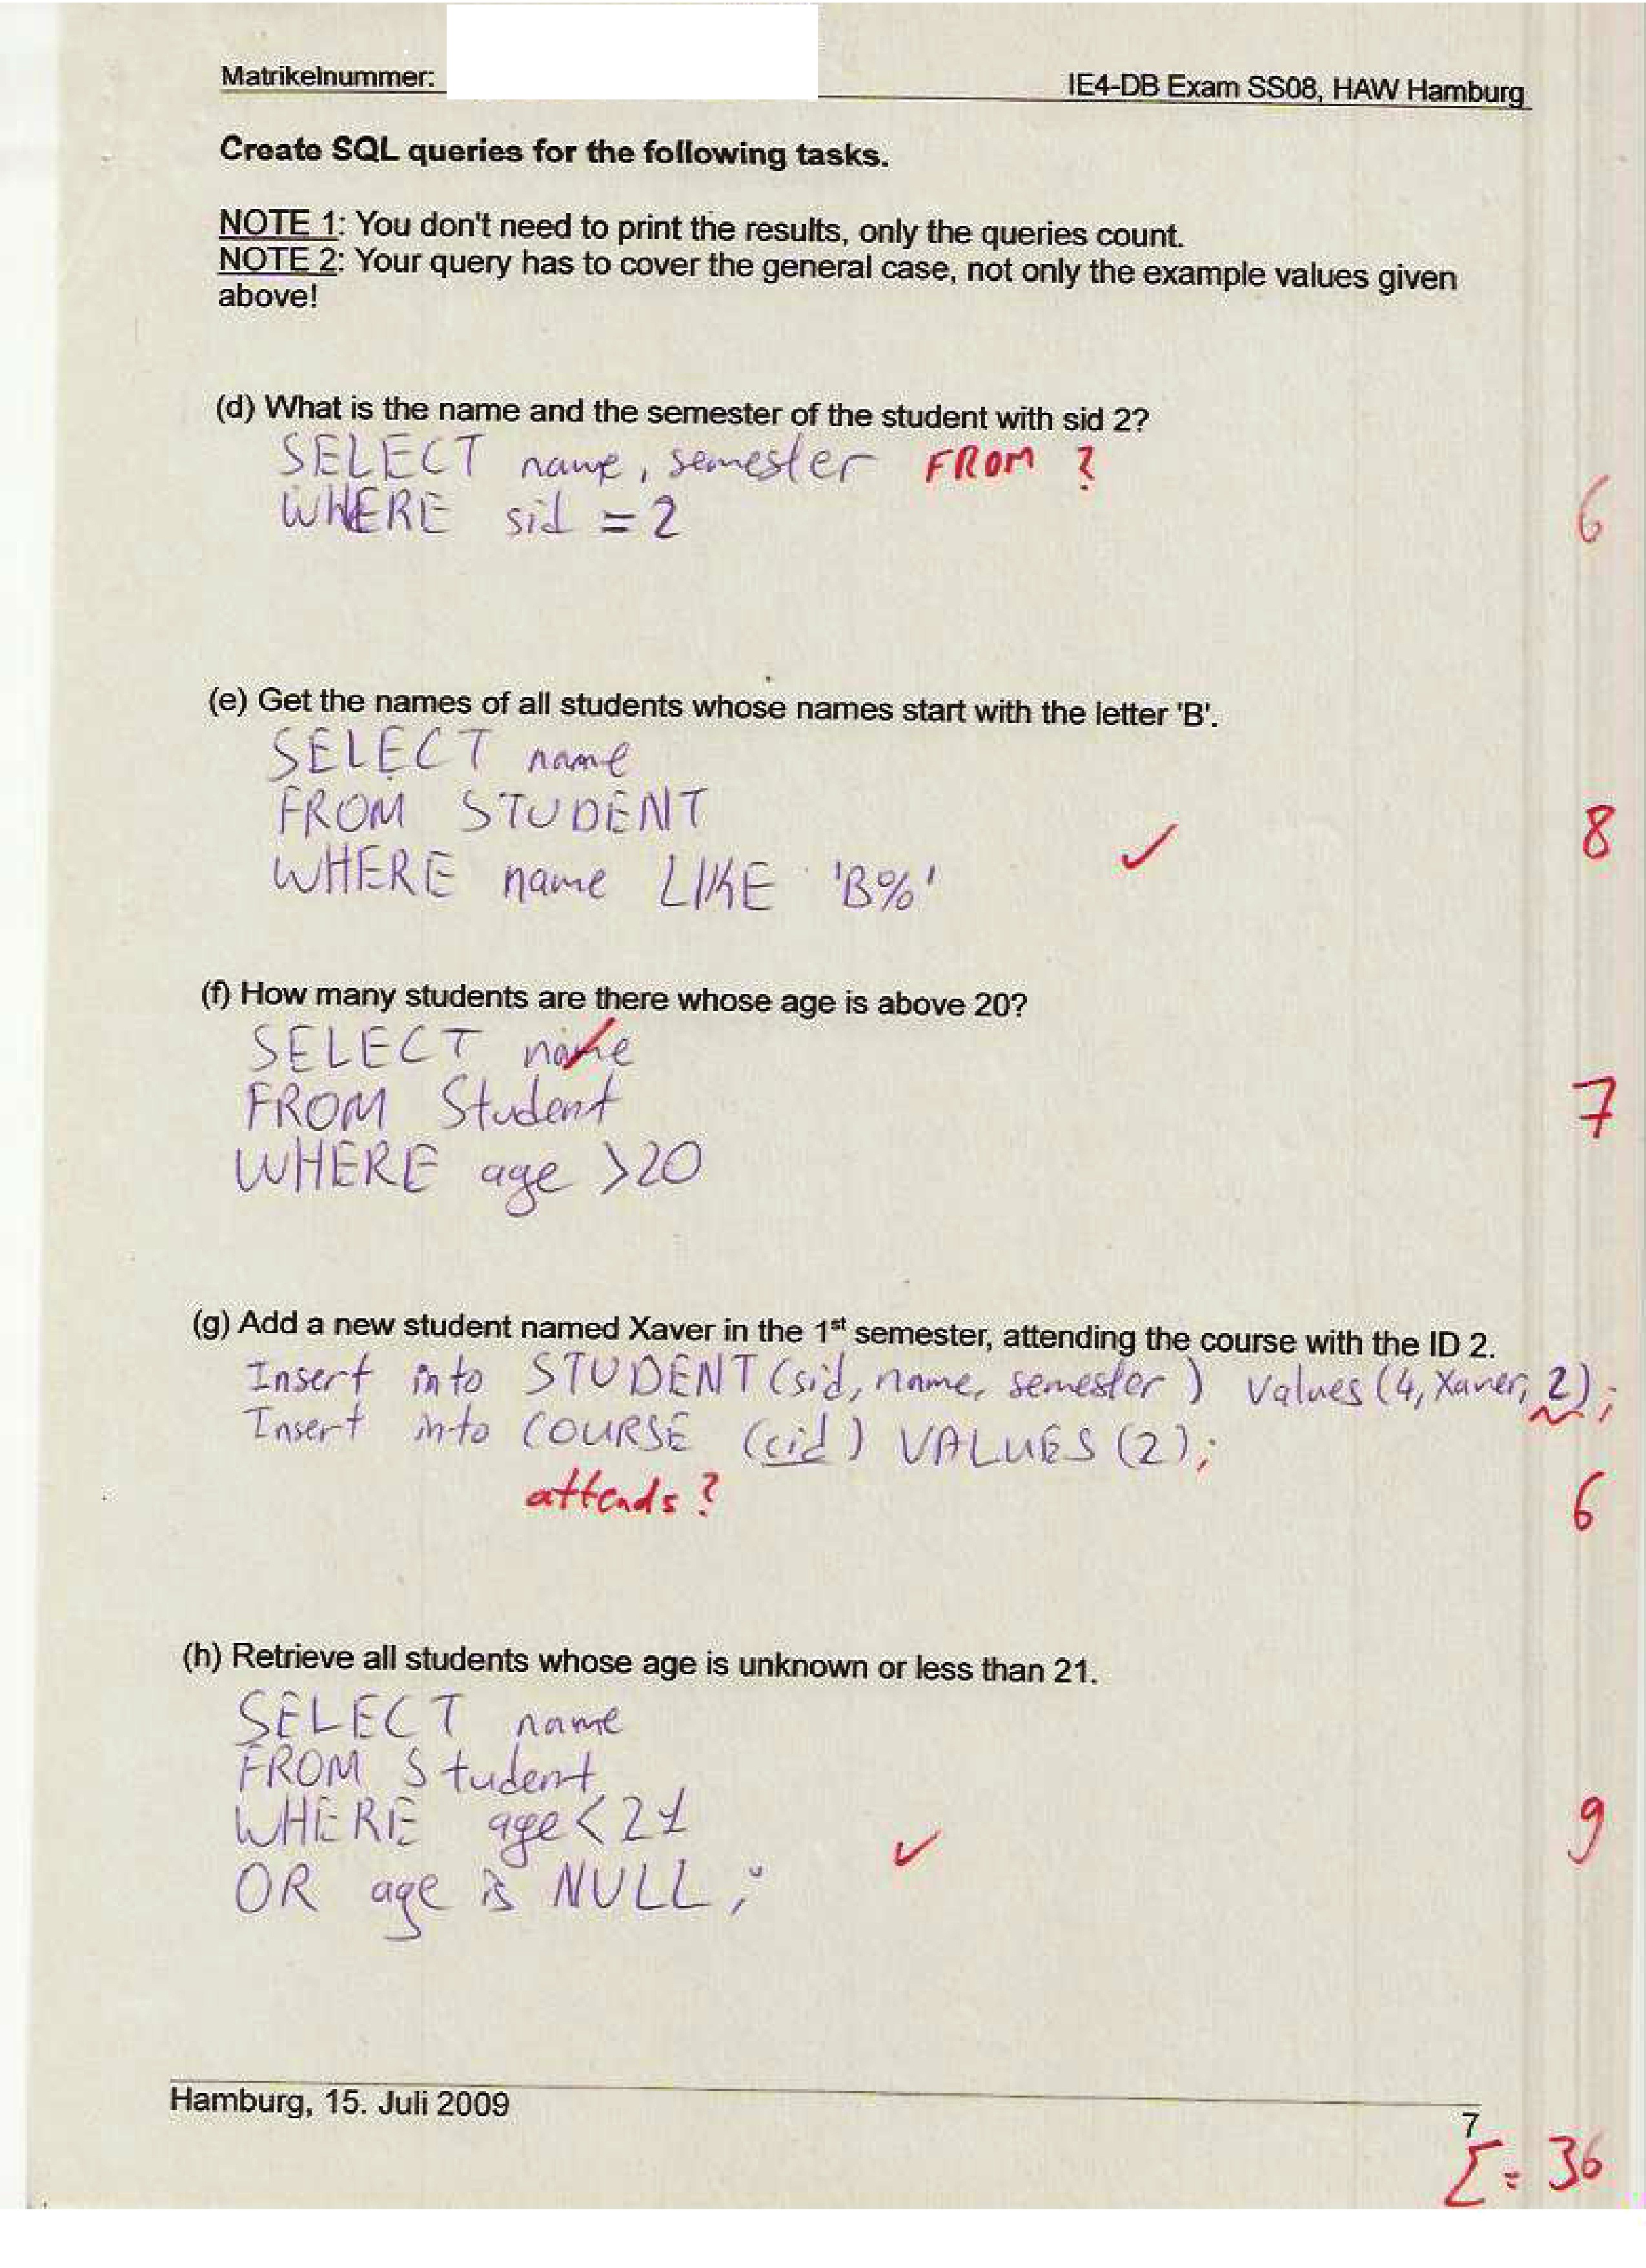 Matrikelnummer:
IE4-DB Exam SS08, HAW Hamburg
Create SQL queries for the following tasks.
NOTE 1: You don't need to print the results, only the queries count.
NOTE 2: Your query has to cover the general case, not only the example values given
above!
(d) What is the name and the semester of the student with sid 2?
SELECT name, semester FROM ?
WHERE sid = 2
6
(e) Get the names of all students whose names start with the letter 'B'.
SELECT name
FROM STUDENT
WHERE name LIKE 'B%'
✓
8
(f) How many students are there whose age is above 20?
SELECT name
FROM Student
WHERE age >20
7
(g) Add a new student named Xaver in the 1st semester, attending the course with the ID 2.
Insert into STUDENT (sid, name, semester) values (4, Xaver, 2);
Insert into COURSE (cid) VALUES (2);
attends?
6
(h) Retrieve all students whose age is unknown or less than 21.
SELECT name
FROM Student
WHERE age < 21
OR age is NULL;
✓
9
Hamburg, 15. Juli 2009
7
Σ = 36